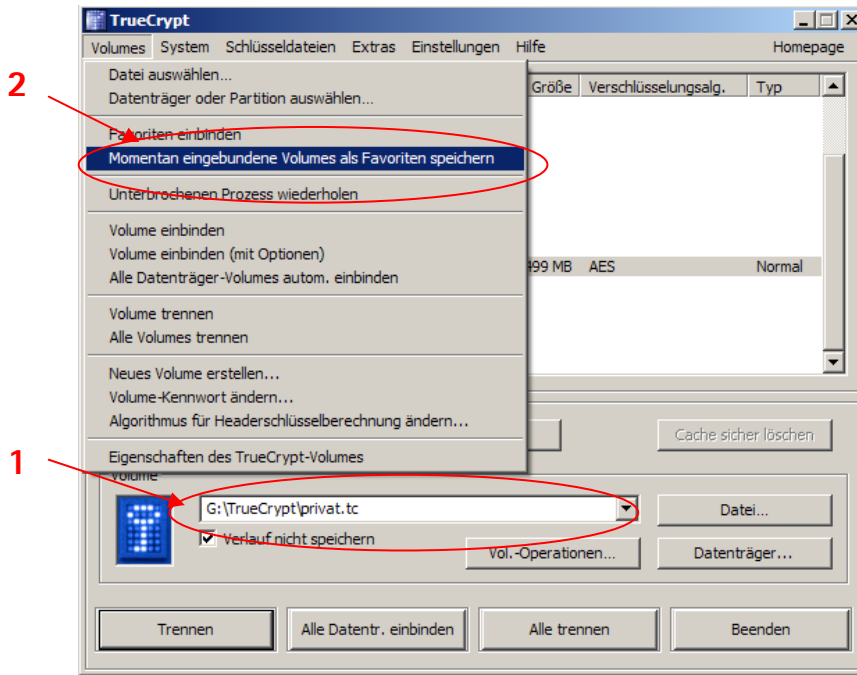 TrueCrypt
Volumes System Schlüsseldateien Extras Einstellungen Hilfe Homepage
2
Datei auswählen...
Datenträger oder Partition auswählen...
Größe Verschlüsselungsalg. Typ
Favoriten einbinden
Momentan eingebundene Volumes als Favoriten speichern
Unterbrochenen Prozess wiederholen
Volume einbinden
Volume einbinden (mit Optionen)
Alle Datenträger-Volumes autom. einbinden
499 MB AES Normal
Volume trennen
Alle Volumes trennen
Neues Volume erstellen...
Volume-Kennwort ändern...
Algorithmus für Headerschlüsselberechnung ändern...
Cache sicher löschen
Eigenschaften des TrueCrypt-Volumes
1
Volume
G:\TrueCrypt\privat.tc
Datei...
Verlauf nicht speichern
Vol.-Operationen...
Datenträger...
Trennen
Alle Datentr. einbinden
Alle trennen
Beenden